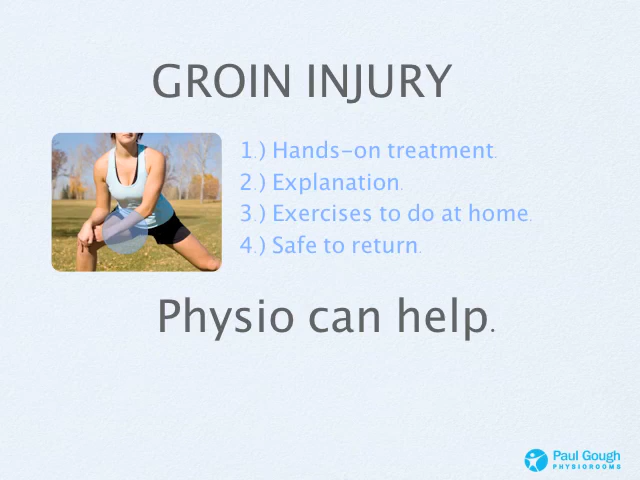 GROIN INJURY
1.) Hands-on treatment.
2.) Explanation.
3.) Exercises to do at home.
4.) Safe to return.
Physio can help.
Paul Gough
PHYSIOROOMS